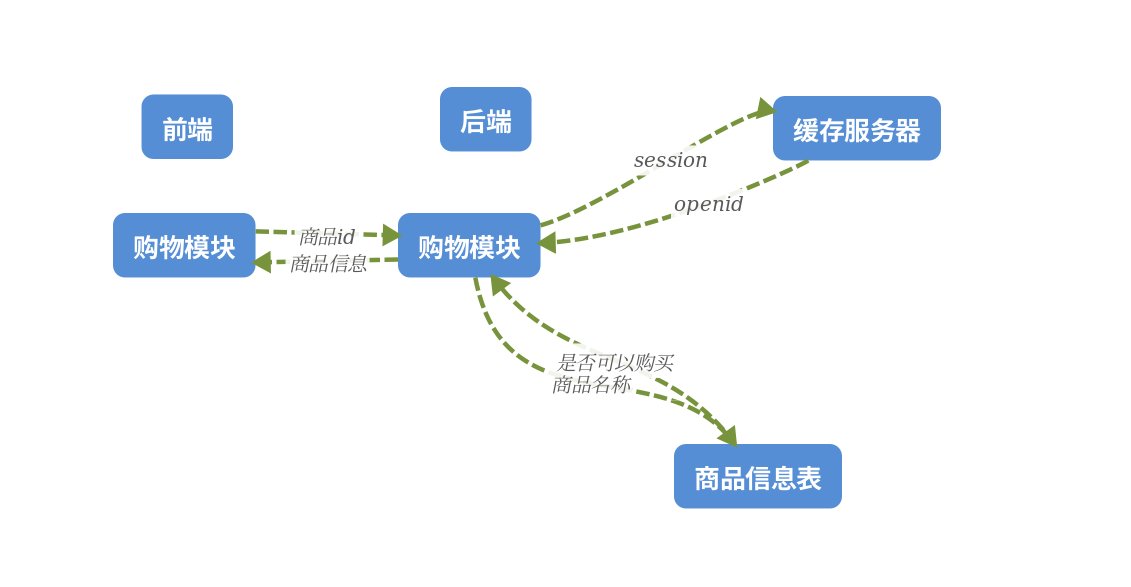 前端
后端
缓存服务器
session
openid
购物模块
商品id
商品信息
购物模块
是否可以购买
商品名称
商品信息表